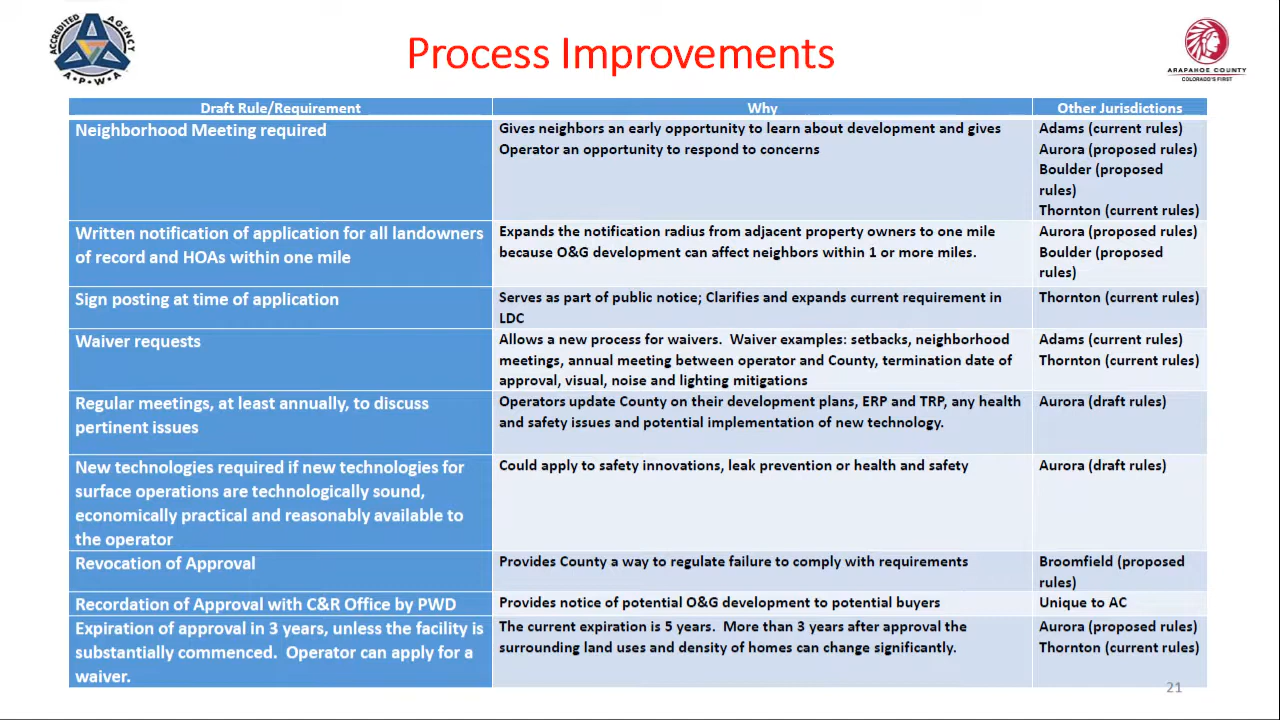 ACCREDITED AGENCY
A·P·W·A
Process Improvements
ARAPAHOE COUNTY
COLORADO'S FIRST
Draft Rule/Requirement
Why
Other Jurisdictions
Neighborhood Meeting required
Gives neighbors an early opportunity to learn about development and gives
Operator an opportunity to respond to concerns
Adams (current rules)
Aurora (proposed rules)
Boulder (proposed
rules)
Thornton (current rules)
Written notification of application for all landowners
of record and HOAs within one mile
Expands the notification radius from adjacent property owners to one mile
because O&G development can affect neighbors within 1 or more miles.
Aurora (proposed rules)
Boulder (proposed
rules)
Sign posting at time of application
Serves as part of public notice; Clarifies and expands current requirement in
LDC
Thornton (current rules)
Waiver requests
Allows a new process for waivers.  Waiver examples: setbacks, neighborhood
meetings, annual meeting between operator and County, termination date of
approval, visual, noise and lighting mitigations
Adams (current rules)
Thornton (current rules)
Regular meetings, at least annually, to discuss
pertinent issues
Operators update County on their development plans, ERP and TRP, any health
and safety issues and potential implementation of new technology.
Aurora (draft rules)
New technologies required if new technologies for
surface operations are technologically sound,
economically practical and reasonably available to
the operator
Could apply to safety innovations, leak prevention or health and safety
Aurora (draft rules)
Revocation of Approval
Provides County a way to regulate failure to comply with requirements
Broomfield (proposed
rules)
Recordation of Approval with C&R Office by PWD
Provides notice of potential O&G development to potential buyers
Unique to AC
Expiration of approval in 3 years, unless the facility is
substantially commenced.  Operator can apply for a
waiver.
The current expiration is 5 years.  More than 3 years after approval the
surrounding land uses and density of homes can change significantly.
Aurora (proposed rules)
Thornton (current rules)
21